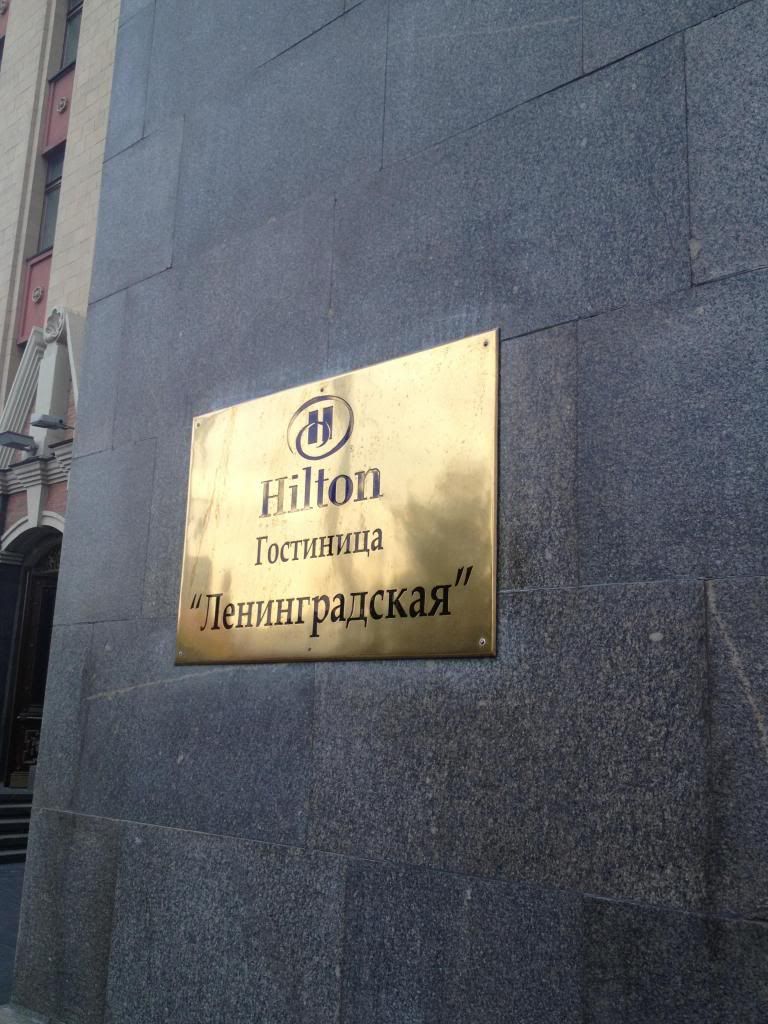 H
Hilton
Гостиница
“Ленинградская”